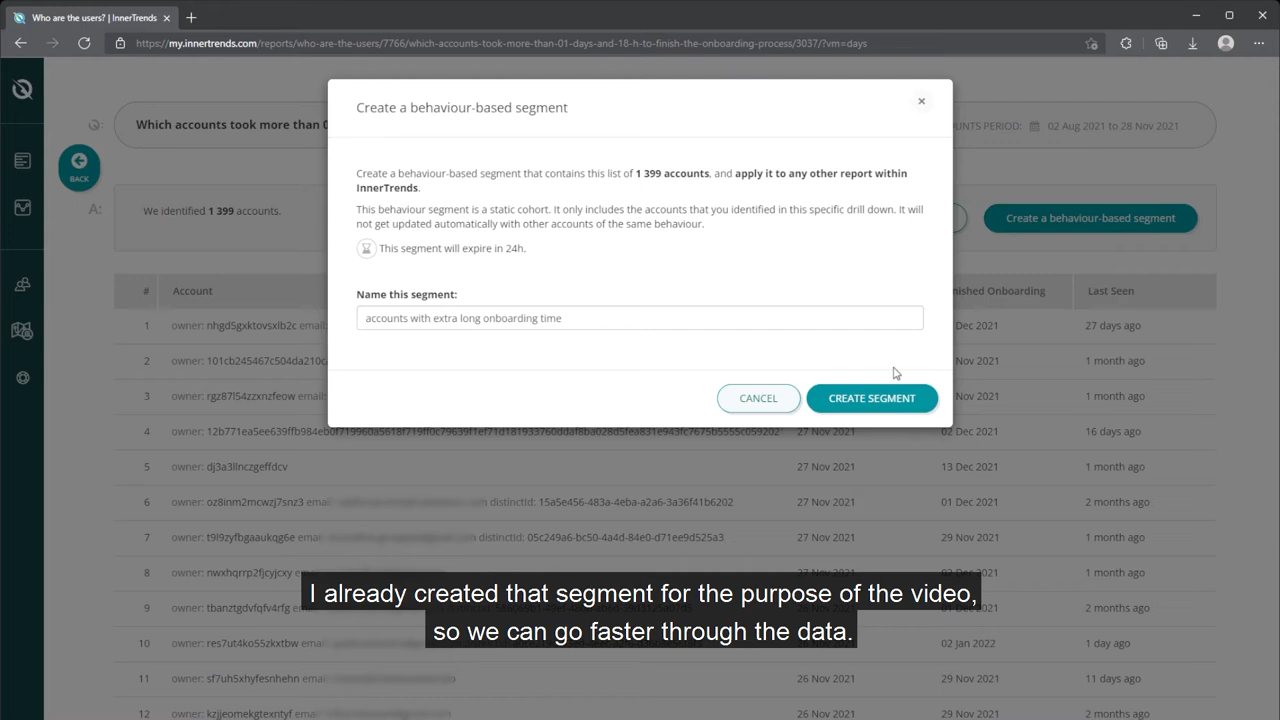 Who are the users? | InnerTrends
https://my.innertrends.com/reports/who-are-the-users/7766/which-accounts-took-more-than-01-days-and-18-h-to-finish-the-onboarding-process/3037/?vm=days
Create a behaviour-based segment
Which accounts took more than 0
UNTS PERIOD: 02 Aug 2021 to 28 Nov 2021
BACK
Create a behaviour-based segment that contains this list of 1 399 accounts, and apply it to any other report within
InnerTrends.
This behaviour segment is a static cohort. It only includes the accounts that you identified in this specific drill down. It will
not get updated automatically with other accounts of the same behaviour.
This segment will expire in 24h.
A:
We identified 1 399 accounts.
Create a behaviour-based segment
Name this segment:
accounts with extra long onboarding time
CANCEL
CREATE SEGMENT
# Account nished Onboarding Last Seen
1 owner: nhgd5gxktovsxlb2c email: Dec 2021 27 days ago
2 owner: 101cb245467c504da210ca Nov 2021 1 month ago
3 owner: rgz87l54zzxnzfeow email: Nov 2021 1 month ago
4 owner: 02 Dec 2021 16 days ago
5 owner: dj3a3llnczgeffdcv 27 Nov 2021 13 Dec 2021 1 month ago
6 owner: oz8inm2mcwzj7snz3 email: distinctid: 15a5e456-483a-4eba-a2a6-3a36f41b6202 27 Nov 2021 01 Dec 2021 2 months ago
7 owner: t9l9zyfbgaaukqg6e email: distinctid: 05c249a6-bc50-4a4d-84e0-d71ee9d525a3 27 Nov 2021 29 Nov 2021 1 month ago
8 owner: nwxhqrrp2fjcyjcxy email: 1 month ago
9 owner: tbanztgdvfqfv4rfg 2 months ago
10 owner: res7ut4ko55zckntbo 02 Jan 2022 1 day ago
11 owner: sf7uh5xhyfesnhehn email: 27 Nov 2021 29 Nov 2021 11 days ago
12 owner: kzjjeomekgtexntyf email: 27 Nov 2021 29 Nov 2021 2 months ago
I already created that segment for the purpose of the video,
so we can go faster through the data.